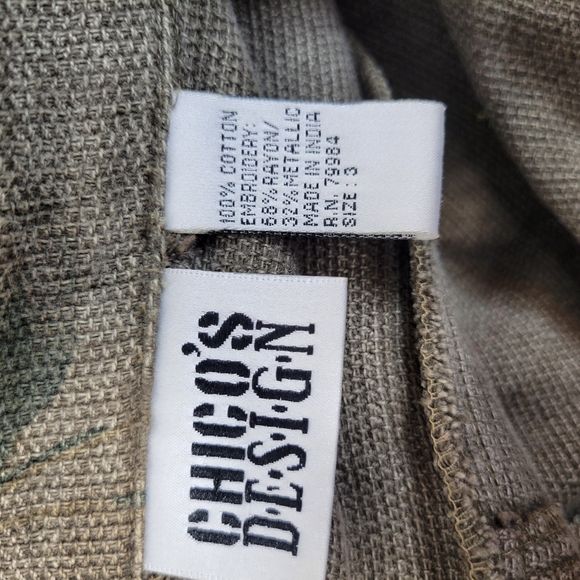 100% COTTON
EMBROIDERY:
68% RAYON/
32% METALLIC
MADE IN INDIA
R.N. 79984
SIZE : 3
CHICO'S
D·E·S·I·G·N